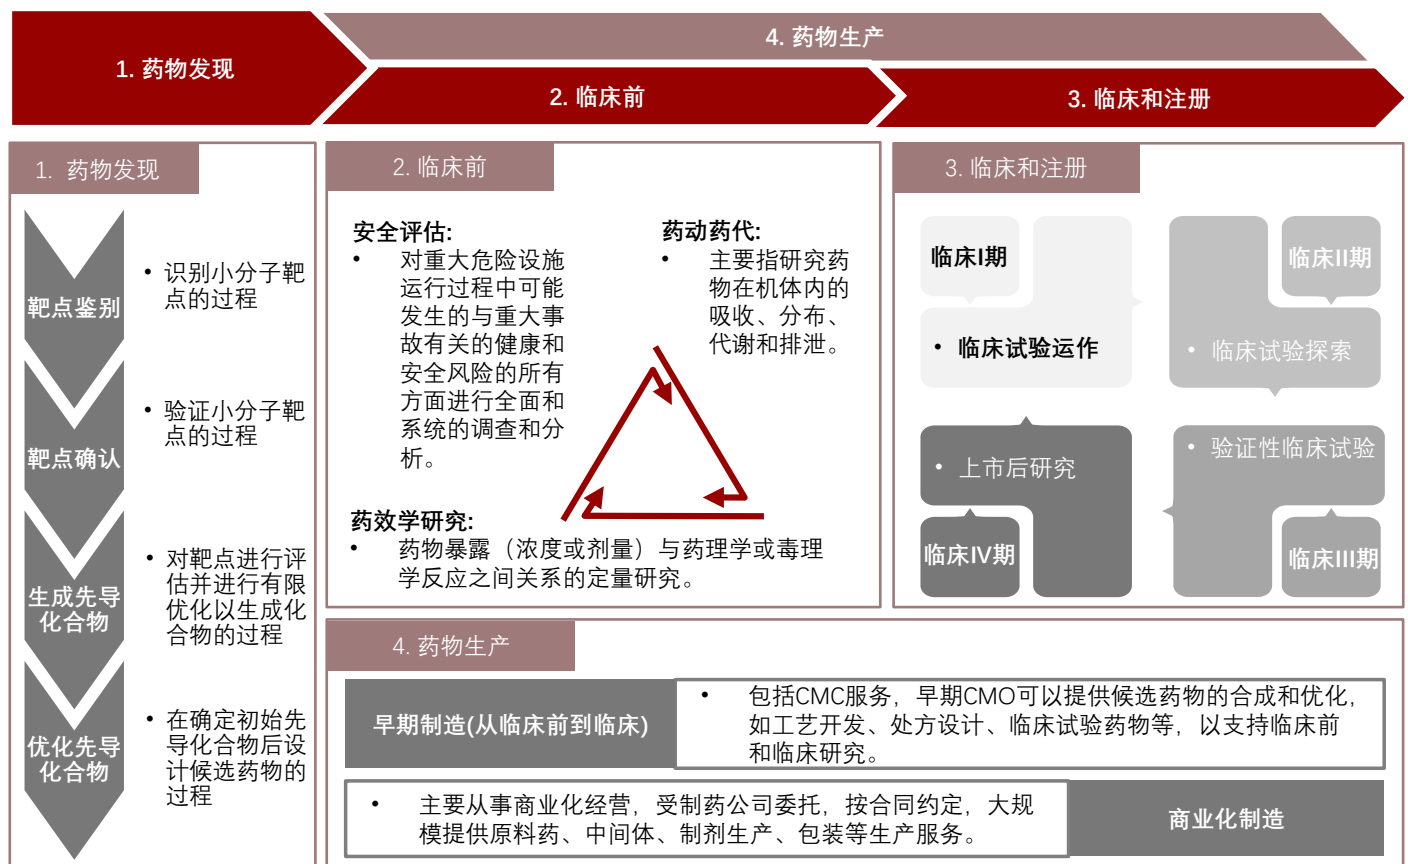 4. 药物生产
1. 药物发现
2. 临床前
3. 临床和注册
1. 药物发现
靶点鉴别
• 识别小分子靶
点的过程
靶点确认
• 验证小分子靶
点的过程
生成先导
化合物
• 对靶点进行评
估并进行有限
优化以生成化
合物的过程
优化先导
化合物
• 在确定初始先
导化合物后设
计候选药物的
过程
2. 临床前
安全评估:
• 对重大危险设施
运行过程中可能
发生的与重大事
故有关的健康和
安全风险的所有
方面进行全面和
系统的调查和分
析。
药动药代:
• 主要指研究药
物在机体内的
吸收、分布、
代谢和排泄。
药效学研究:
• 药物暴露（浓度或剂量）与药理学或毒理
学反应之间关系的定量研究。
3. 临床和注册
临床I期
• 临床试验运作
临床II期
• 临床试验探索
• 上市后研究
临床IV期
• 验证性临床试验
临床III期
4. 药物生产
早期制造(从临床前到临床)
• 包括CMC服务，早期CMO可以提供候选药物的合成和优化，
如工艺开发、处方设计、临床试验药物等，以支持临床前
和临床研究。
• 主要从事商业化经营，受制药公司委托，按合同约定，大规
模提供原料药、中间体、制剂生产、包装等生产服务。
商业化制造